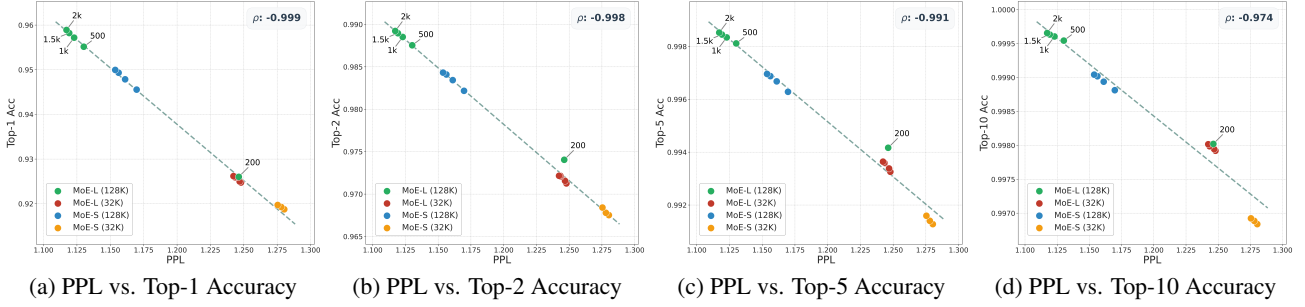 ρ: -0.999
2k
1.5k
1k
500
200
0.96
0.95
0.94
0.93
0.92
Top-1 Acc
MoE-L (128K)
MoE-L (32K)
MoE-S (128K)
MoE-S (32K)
1.100 1.125 1.150 1.175 1.200 1.225 1.250 1.275 1.300
PPL
(a) PPL vs. Top-1 Accuracy
ρ: -0.998
2k
1.5k
1k
500
200
0.990
0.985
0.980
0.975
0.970
0.965
Top-2 Acc
MoE-L (128K)
MoE-L (32K)
MoE-S (128K)
MoE-S (32K)
1.100 1.125 1.150 1.175 1.200 1.225 1.250 1.275 1.300
PPL
(b) PPL vs. Top-2 Accuracy
ρ: -0.991
2k
1.5k
1k
500
200
0.998
0.996
0.994
0.992
Top-5 Acc
MoE-L (128K)
MoE-L (32K)
MoE-S (128K)
MoE-S (32K)
1.100 1.125 1.150 1.175 1.200 1.225 1.250 1.275 1.300
PPL
(c) PPL vs. Top-5 Accuracy
ρ: -0.974
2k
1.5k
1k
500
200
1.0000
0.9995
0.9990
0.9985
0.9980
0.9975
0.9970
Top-10 Acc
MoE-L (128K)
MoE-L (32K)
MoE-S (128K)
MoE-S (32K)
1.100 1.125 1.150 1.175 1.200 1.225 1.250 1.275 1.300
PPL
(d) PPL vs. Top-10 Accuracy